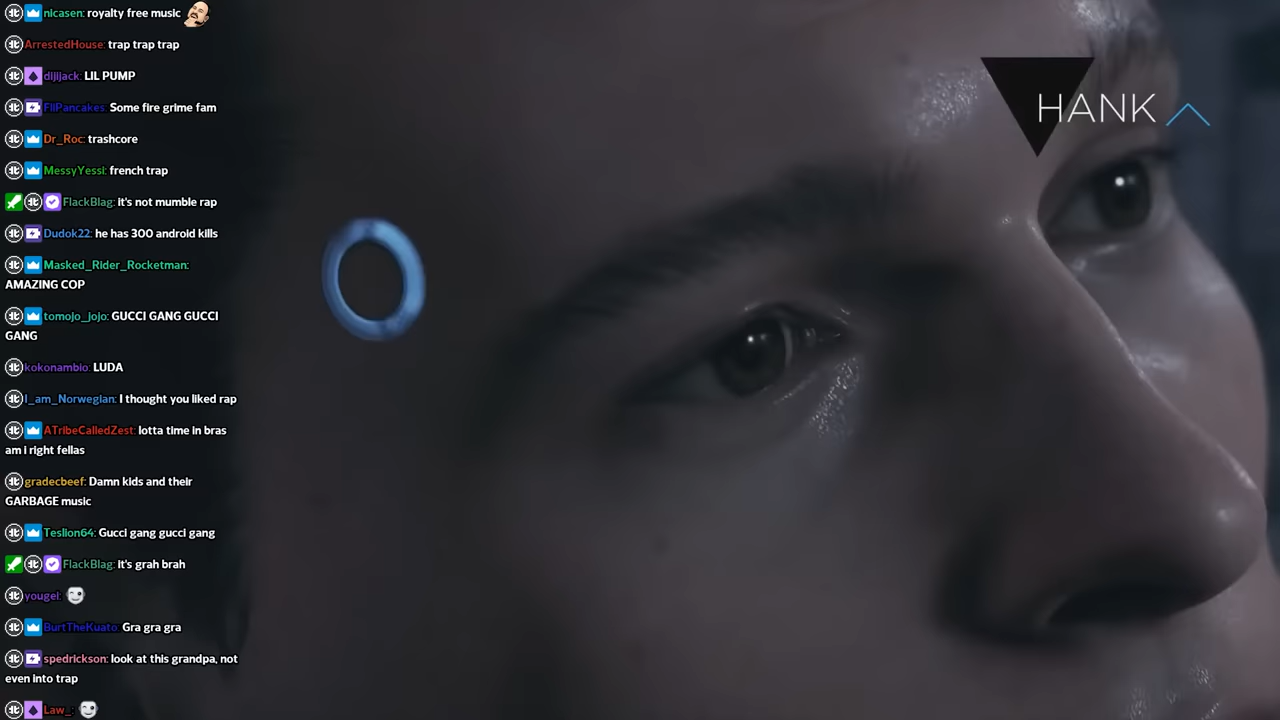 nicasen: royalty free music
ArrestedHouse: trap trap trap
dijijack: LIL PUMP
FliPancakes: Some fire grime fam
Dr_Roc: trashcore
MessyYessi: french trap
FlackBlag: it's not mumble rap
Dudok22: he has 300 android kills
Masked_Rider_Rocketman:
AMAZING COP
tomojo_jojo: GUCCI GANG GUCCI
GANG
kokonambio: LUDA
I_am_Norwegian: I thought you liked rap
ATribeCalledZest: lotta time in bras
am i right fellas
gradecbeef: Damn kids and their
GARBAGE music
Teslion64: Gucci gang gucci gang
FlackBlag: It's grah brah
yougel:
BurtTheKuato: Gra gra gra
spedrickson: look at this grandpa, not
even into trap
Law_:
HANK